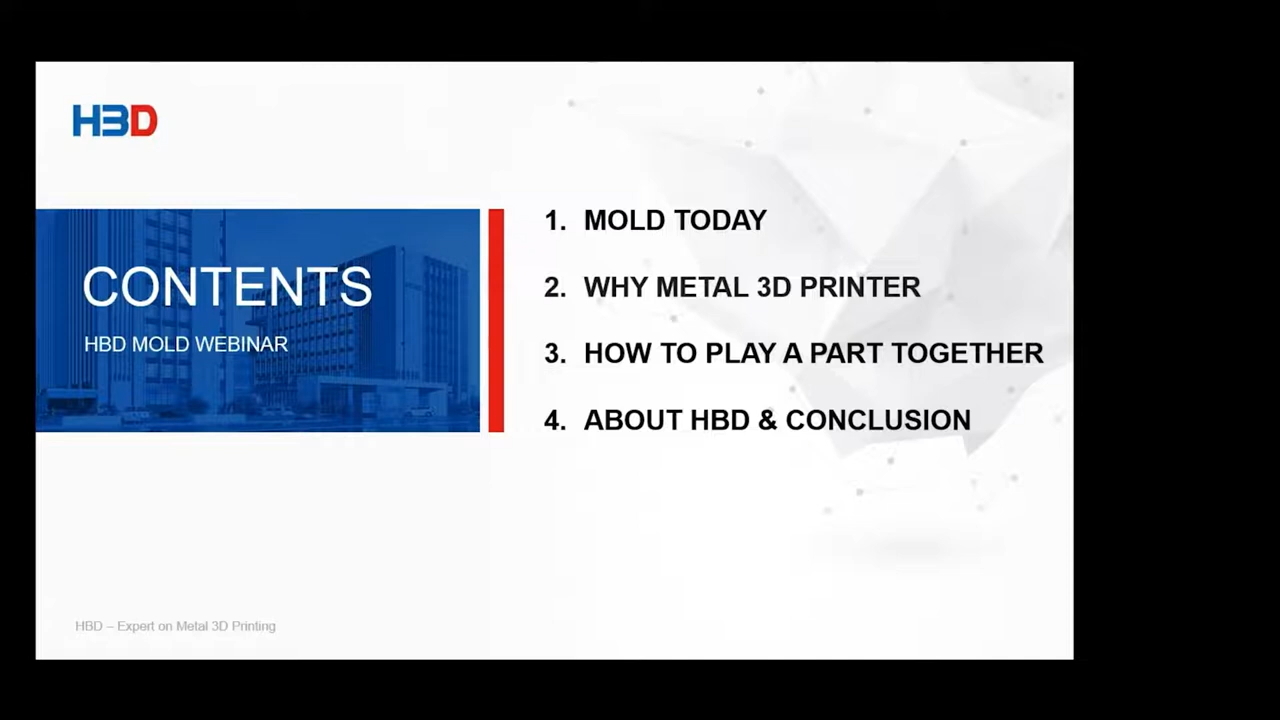 HBD
CONTENTS
HBD MOLD WEBINAR
1. MOLD TODAY
2. WHY METAL 3D PRINTER
3. HOW TO PLAY A PART TOGETHER
4. ABOUT HBD & CONCLUSION
HBD – Expert on Metal 3D Printing